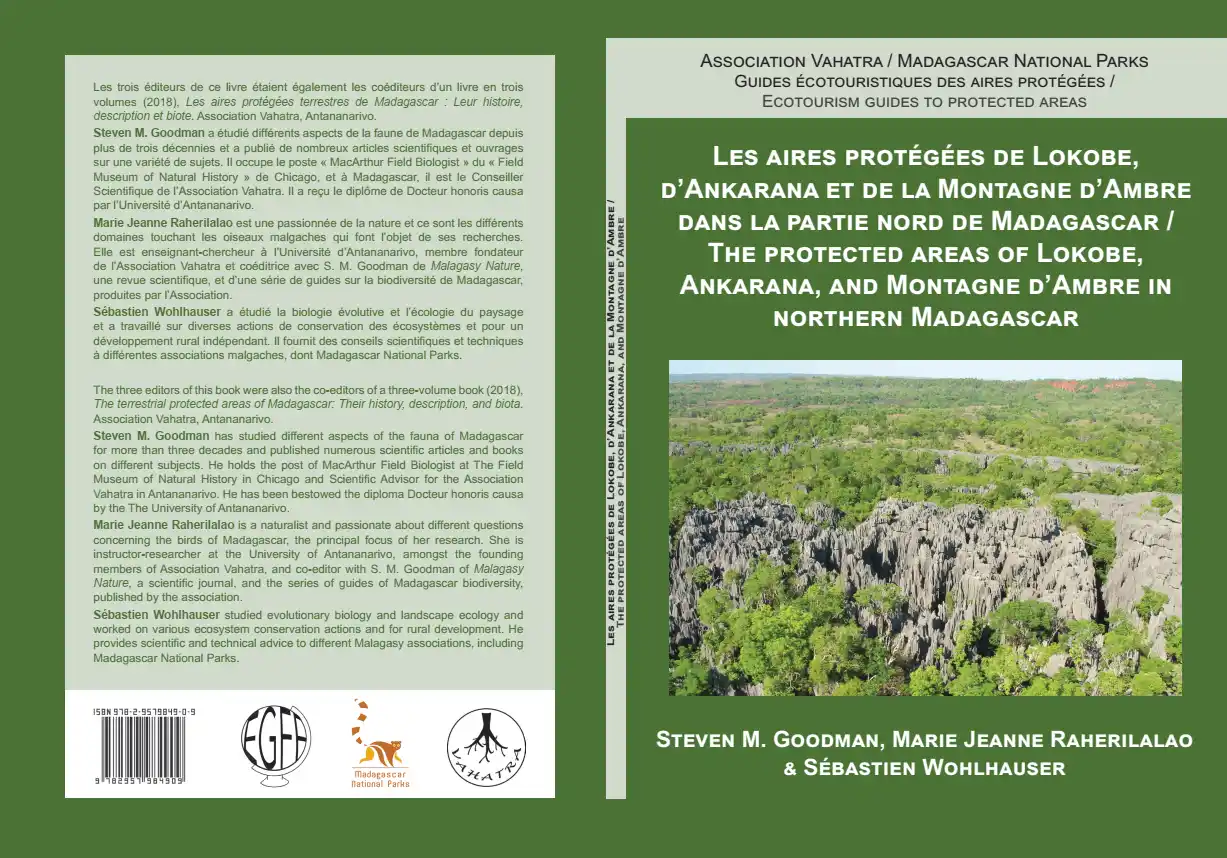 Les trois éditeurs de ce livre étaient également les coéditeurs d'un livre en trois
volumes (2018), Les aires protégées terrestres de Madagascar : Leur histoire,
description et biote. Association Vahatra, Antananarivo.
Steven M. Goodman a étudié différents aspects de la faune de Madagascar depuis
plus de trois décennies et a publié de nombreux articles scientifiques et ouvrages
sur une variété de sujets. Il occupe le poste « MacArthur Field Biologist » du « Field
Museum of Natural History » de Chicago, et à Madagascar, il est le Conseiller
Scientifique de l'Association Vahatra. Il a reçu le diplôme de Docteur honoris causa
par l'Université d'Antananarivo.
Marie Jeanne Raherilalao est une passionnée de la nature et ce sont les différents
domaines touchant les oiseaux malgaches qui font l'objet de ses recherches.
Elle est enseignant-chercheur à l'Université d'Antananarivo, membre fondateur
de l'Association Vahatra et coéditrice avec S. M. Goodman de Malagasy Nature,
une revue scientifique, et d'une série de guides sur la biodiversité de Madagascar,
produites par l'Association.
Sébastien Wohlhauser a étudié la biologie évolutive et l'écologie du paysage
et a travaillé sur diverses actions de conservation des écosystèmes et pour un
développement rural indépendant. Il fournit des conseils scientifiques et techniques
à différentes associations malgaches, dont Madagascar National Parks.
The three editors of this book were also the co-editors of a three-volume book (2018),
The terrestrial protected areas of Madagascar: Their history, description, and biota.
Association Vahatra, Antananarivo.
Steven M. Goodman has studied different aspects of the fauna of Madagascar
for more than three decades and published numerous scientific articles and books
on different subjects. He holds the post of MacArthur Field Biologist at The Field
Museum of Natural History in Chicago and Scientific Advisor for the Association
Vahatra in Antananarivo. He has been bestowed the diploma Docteur honoris causa
by the The University of Antananarivo.
Marie Jeanne Raherilalao is a naturalist and passionate about different questions
concerning the birds of Madagascar, the principal focus of her research. She is
instructor-researcher at the University of Antananarivo, amongst the founding
members of Association Vahatra, and co-editor with S. M. Goodman of Malagasy
Nature, a scientific journal, and the series of guides of Madagascar biodiversity,
published by the association.
Sébastien Wohlhauser studied evolutionary biology and landscape ecology and
worked on various ecosystem conservation actions and for rural development. He
provides scientific and technical advice to different Malagasy associations, including
Madagascar National Parks.
ISBN 978-2-9579849-0-9
9 782957 984909
EGFF
Madagascar
National Parks
VAHATRA
Les aires protégées de Lokobe, d'Ankarana et de la Montagne d'Ambre /
The protected areas of Lokobe, Ankarana, and Montagne d'Ambre
Association Vahatra / Madagascar National Parks
Guides écotouristiques des aires protégées /
Ecotourism guides to protected areas
Les aires protégées de Lokobe,
d'Ankarana et de la Montagne d'Ambre
dans la partie nord de Madagascar /
The protected areas of Lokobe,
Ankarana, and Montagne d'Ambre in
northern Madagascar
Steven M. Goodman, Marie Jeanne Raherilalao
& Sébastien Wohlhauser